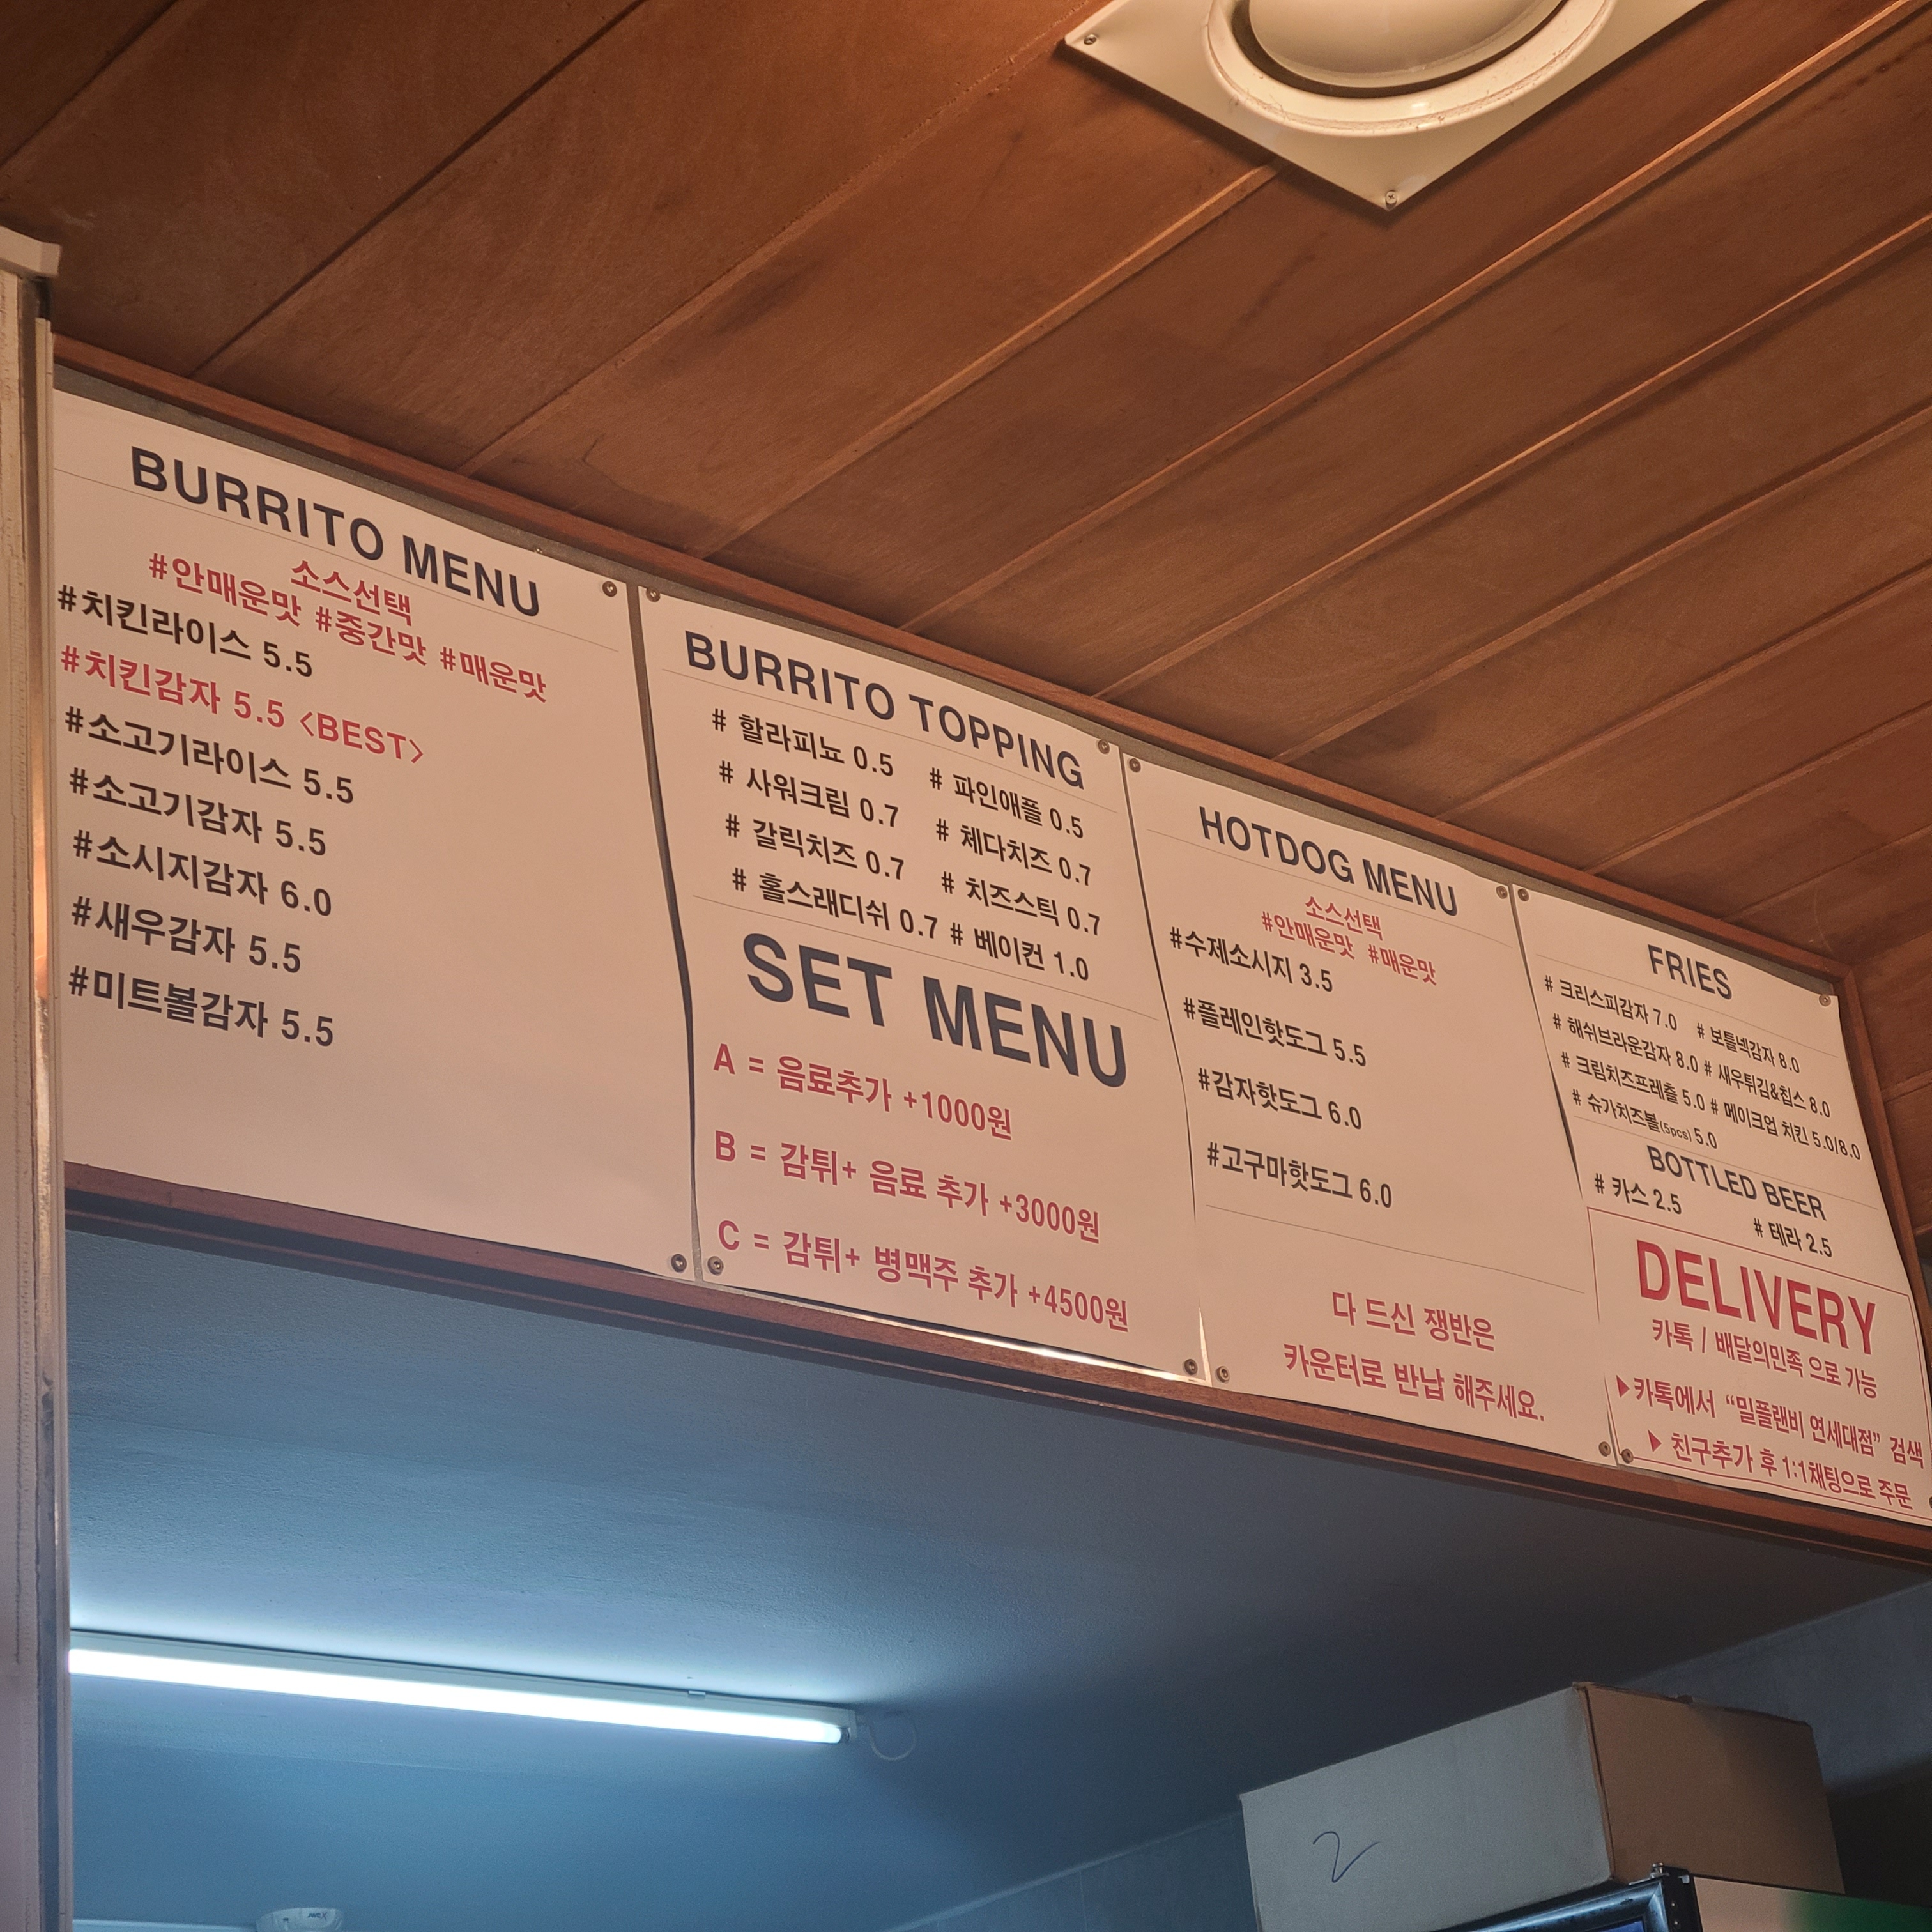 BURRITO MENU
소스선택
#안매운맛 #중간맛 #매운맛
#치킨라이스 5.5
#치킨감자 5.5 <BEST>
#소고기라이스 5.5
#소고기감자 5.5
#소시지감자 6.0
#새우감자 5.5
#미트볼감자 5.5
BURRITO TOPPING
# 할라피뇨 0.5 # 파인애플 0.5
# 사워크림 0.7 # 체다치즈 0.7
# 갈릭치즈 0.7 # 치즈스틱 0.7
# 홀스래디쉬 0.7 # 베이컨 1.0
SET MENU
A = 음료추가 +1000원
B = 감튀+ 음료 추가 +3000원
C = 감튀+ 병맥주 추가 +4500원
HOTDOG MENU
소스선택
#안매운맛 #매운맛
#수제소시지 3.5
#플레인핫도그 5.5
#감자핫도그 6.0
#고구마핫도그 6.0
다 드신 쟁반은
카운터로 반납 해주세요.
FRIES
# 크리스피감자 7.0 # 보틀넥감자 8.0
# 해쉬브라운감자 8.0 # 새우튀김&칩스 8.0
# 크림치즈프레츨 5.0 # 메이크업 치킨 5.0/8.0
# 슈가치즈볼(5pcs) 5.0
BOTTLED BEER
# 카스 2.5
# 테라 2.5
DELIVERY
카톡 / 배달의민족 으로 가능
▶카톡에서 “밀플랜비 연세대점” 검색
▶ 친구추가 후 1:1채팅으로 주문
2